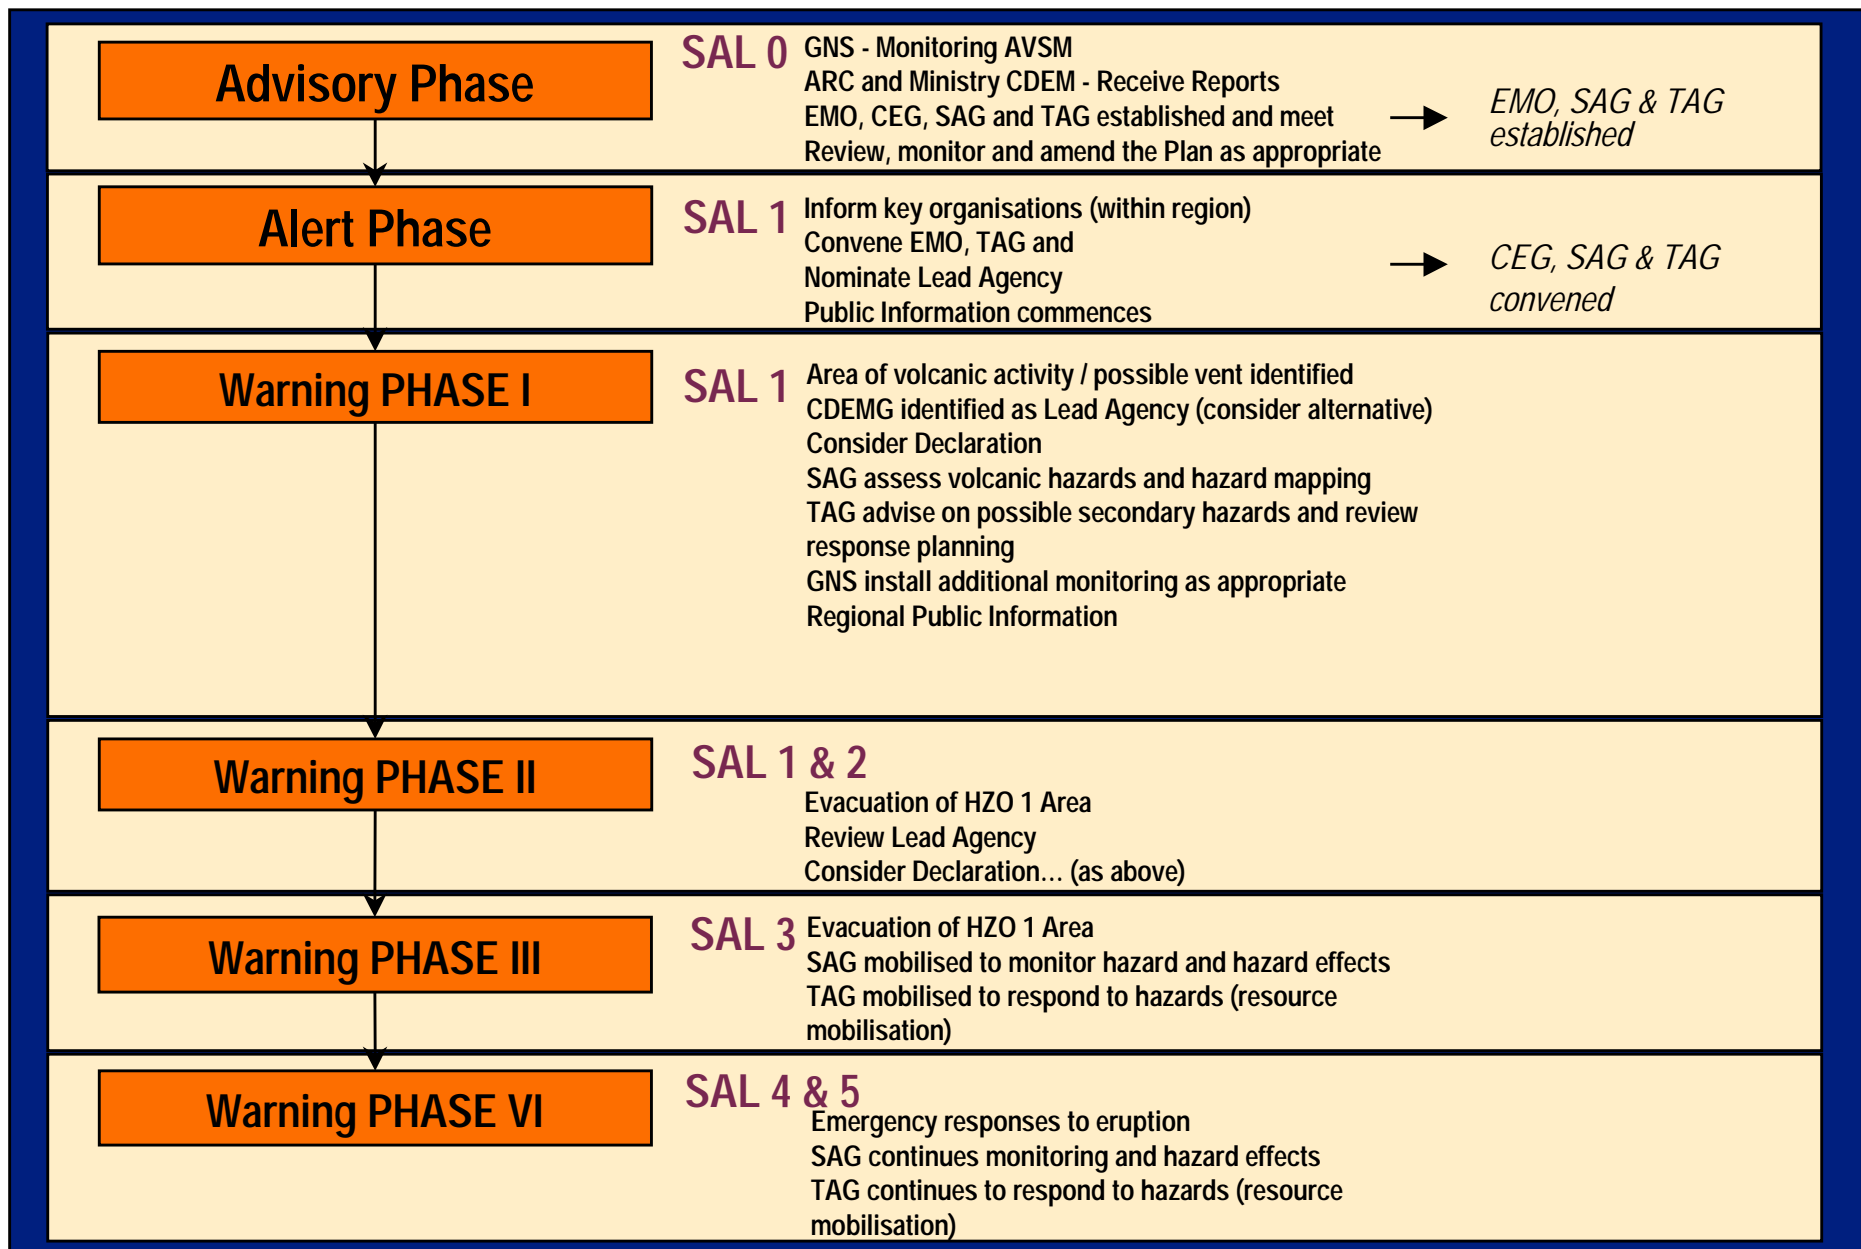 Advisory Phase
SAL 0
GNS - Monitoring AVSM
ARC and Ministry CDEM - Receive Reports
EMO, CEG, SAG and TAG established and meet
Review, monitor and amend the Plan as appropriate
EMO, SAG & TAG
established
Alert Phase
SAL 1
Inform key organisations (within region)
Convene EMO, TAG and
Nominate Lead Agency
Public Information commences
CEG, SAG & TAG
convened
Warning PHASE I
SAL 1
Area of volcanic activity / possible vent identified
CDEMG identified as Lead Agency (consider alternative)
Consider Declaration
SAG assess volcanic hazards and hazard mapping
TAG advise on possible secondary hazards and review
response planning
GNS install additional monitoring as appropriate
Regional Public Information
Warning PHASE II
SAL 1 & 2
Evacuation of HZO 1 Area
Review Lead Agency
Consider Declaration… (as above)
Warning PHASE III
SAL 3
Evacuation of HZO 1 Area
SAG mobilised to monitor hazard and hazard effects
TAG mobilised to respond to hazards (resource
mobilisation)
Warning PHASE VI
SAL 4 & 5
Emergency responses to eruption
SAG continues monitoring and hazard effects
TAG continues to respond to hazards (resource
mobilisation)